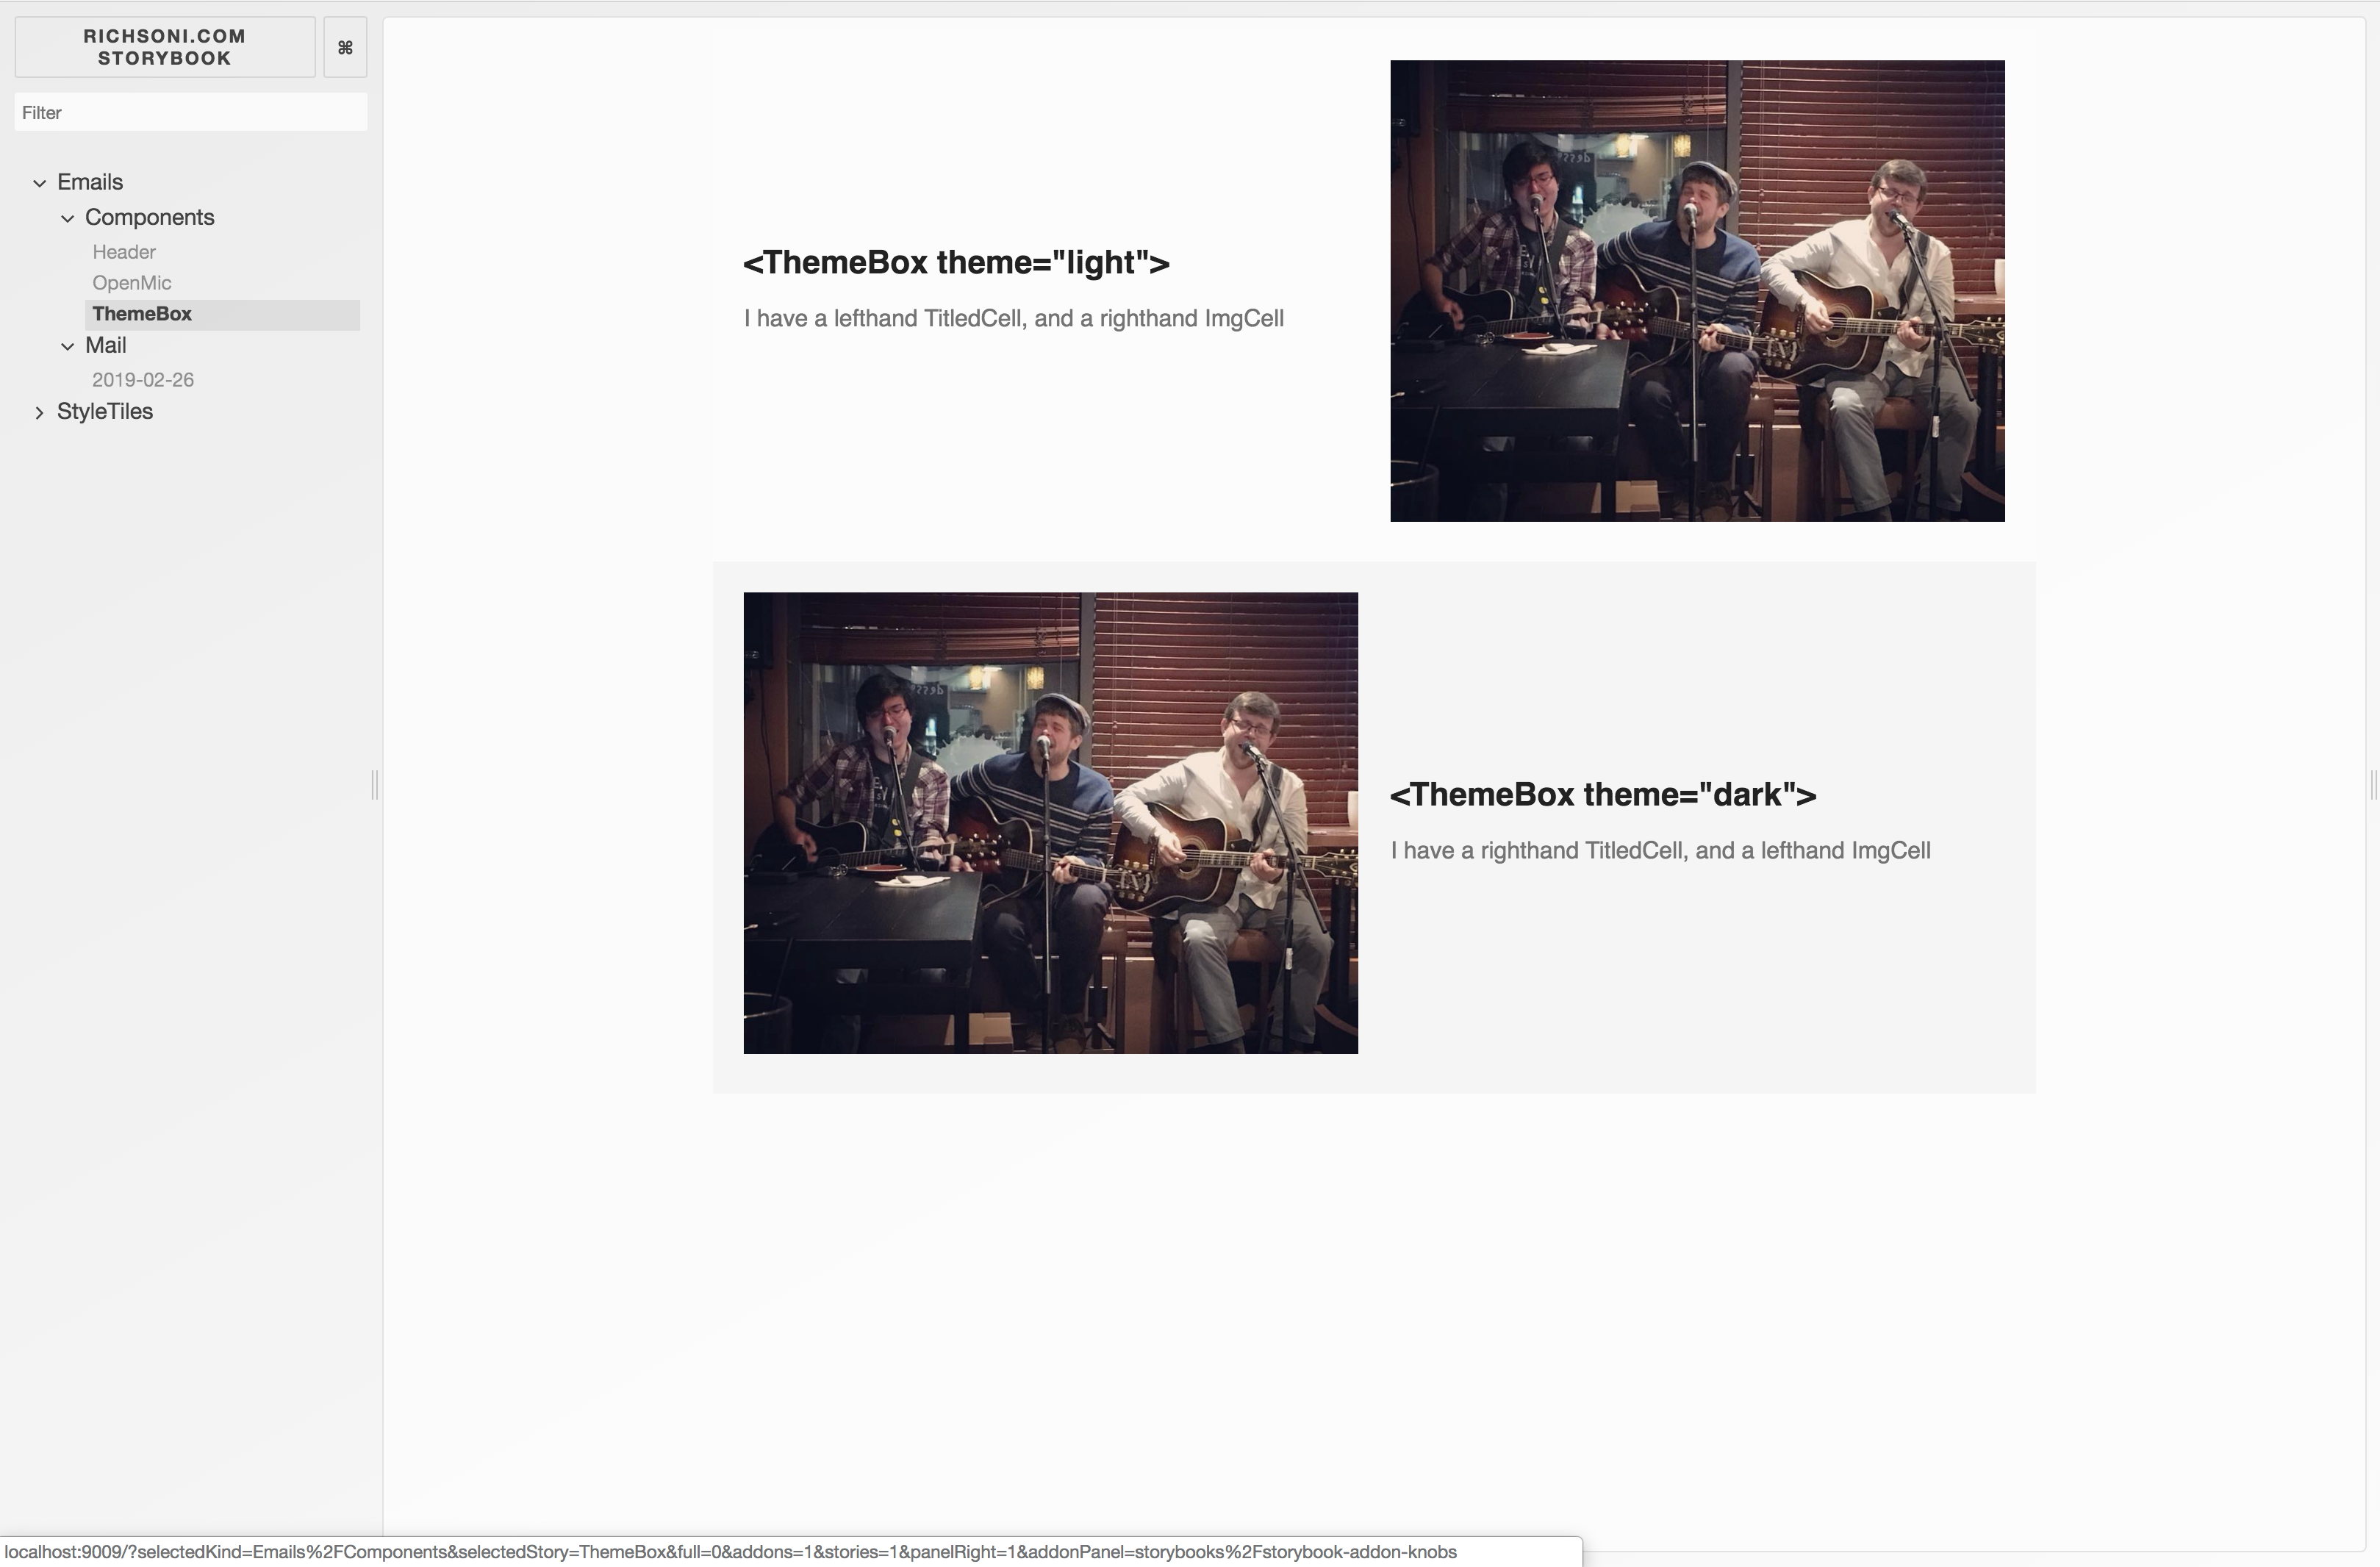 RICHSONI.COM
STORYBOOK
⌘
Filter
Emails
Components
Header
OpenMic
ThemeBox
Mail
2019-02-26
StyleTiles
<ThemeBox theme="light">
I have a lefthand TitledCell, and a righthand ImgCell
<ThemeBox theme="dark">
I have a righthand TitledCell, and a lefthand ImgCell
localhost:9009/?selectedKind=Emails%2FComponents&selectedStory=ThemeBox&full=0&addons=1&stories=1&panelRight=1&addonPanel=storybooks%2Fstorybook-addon-knobs